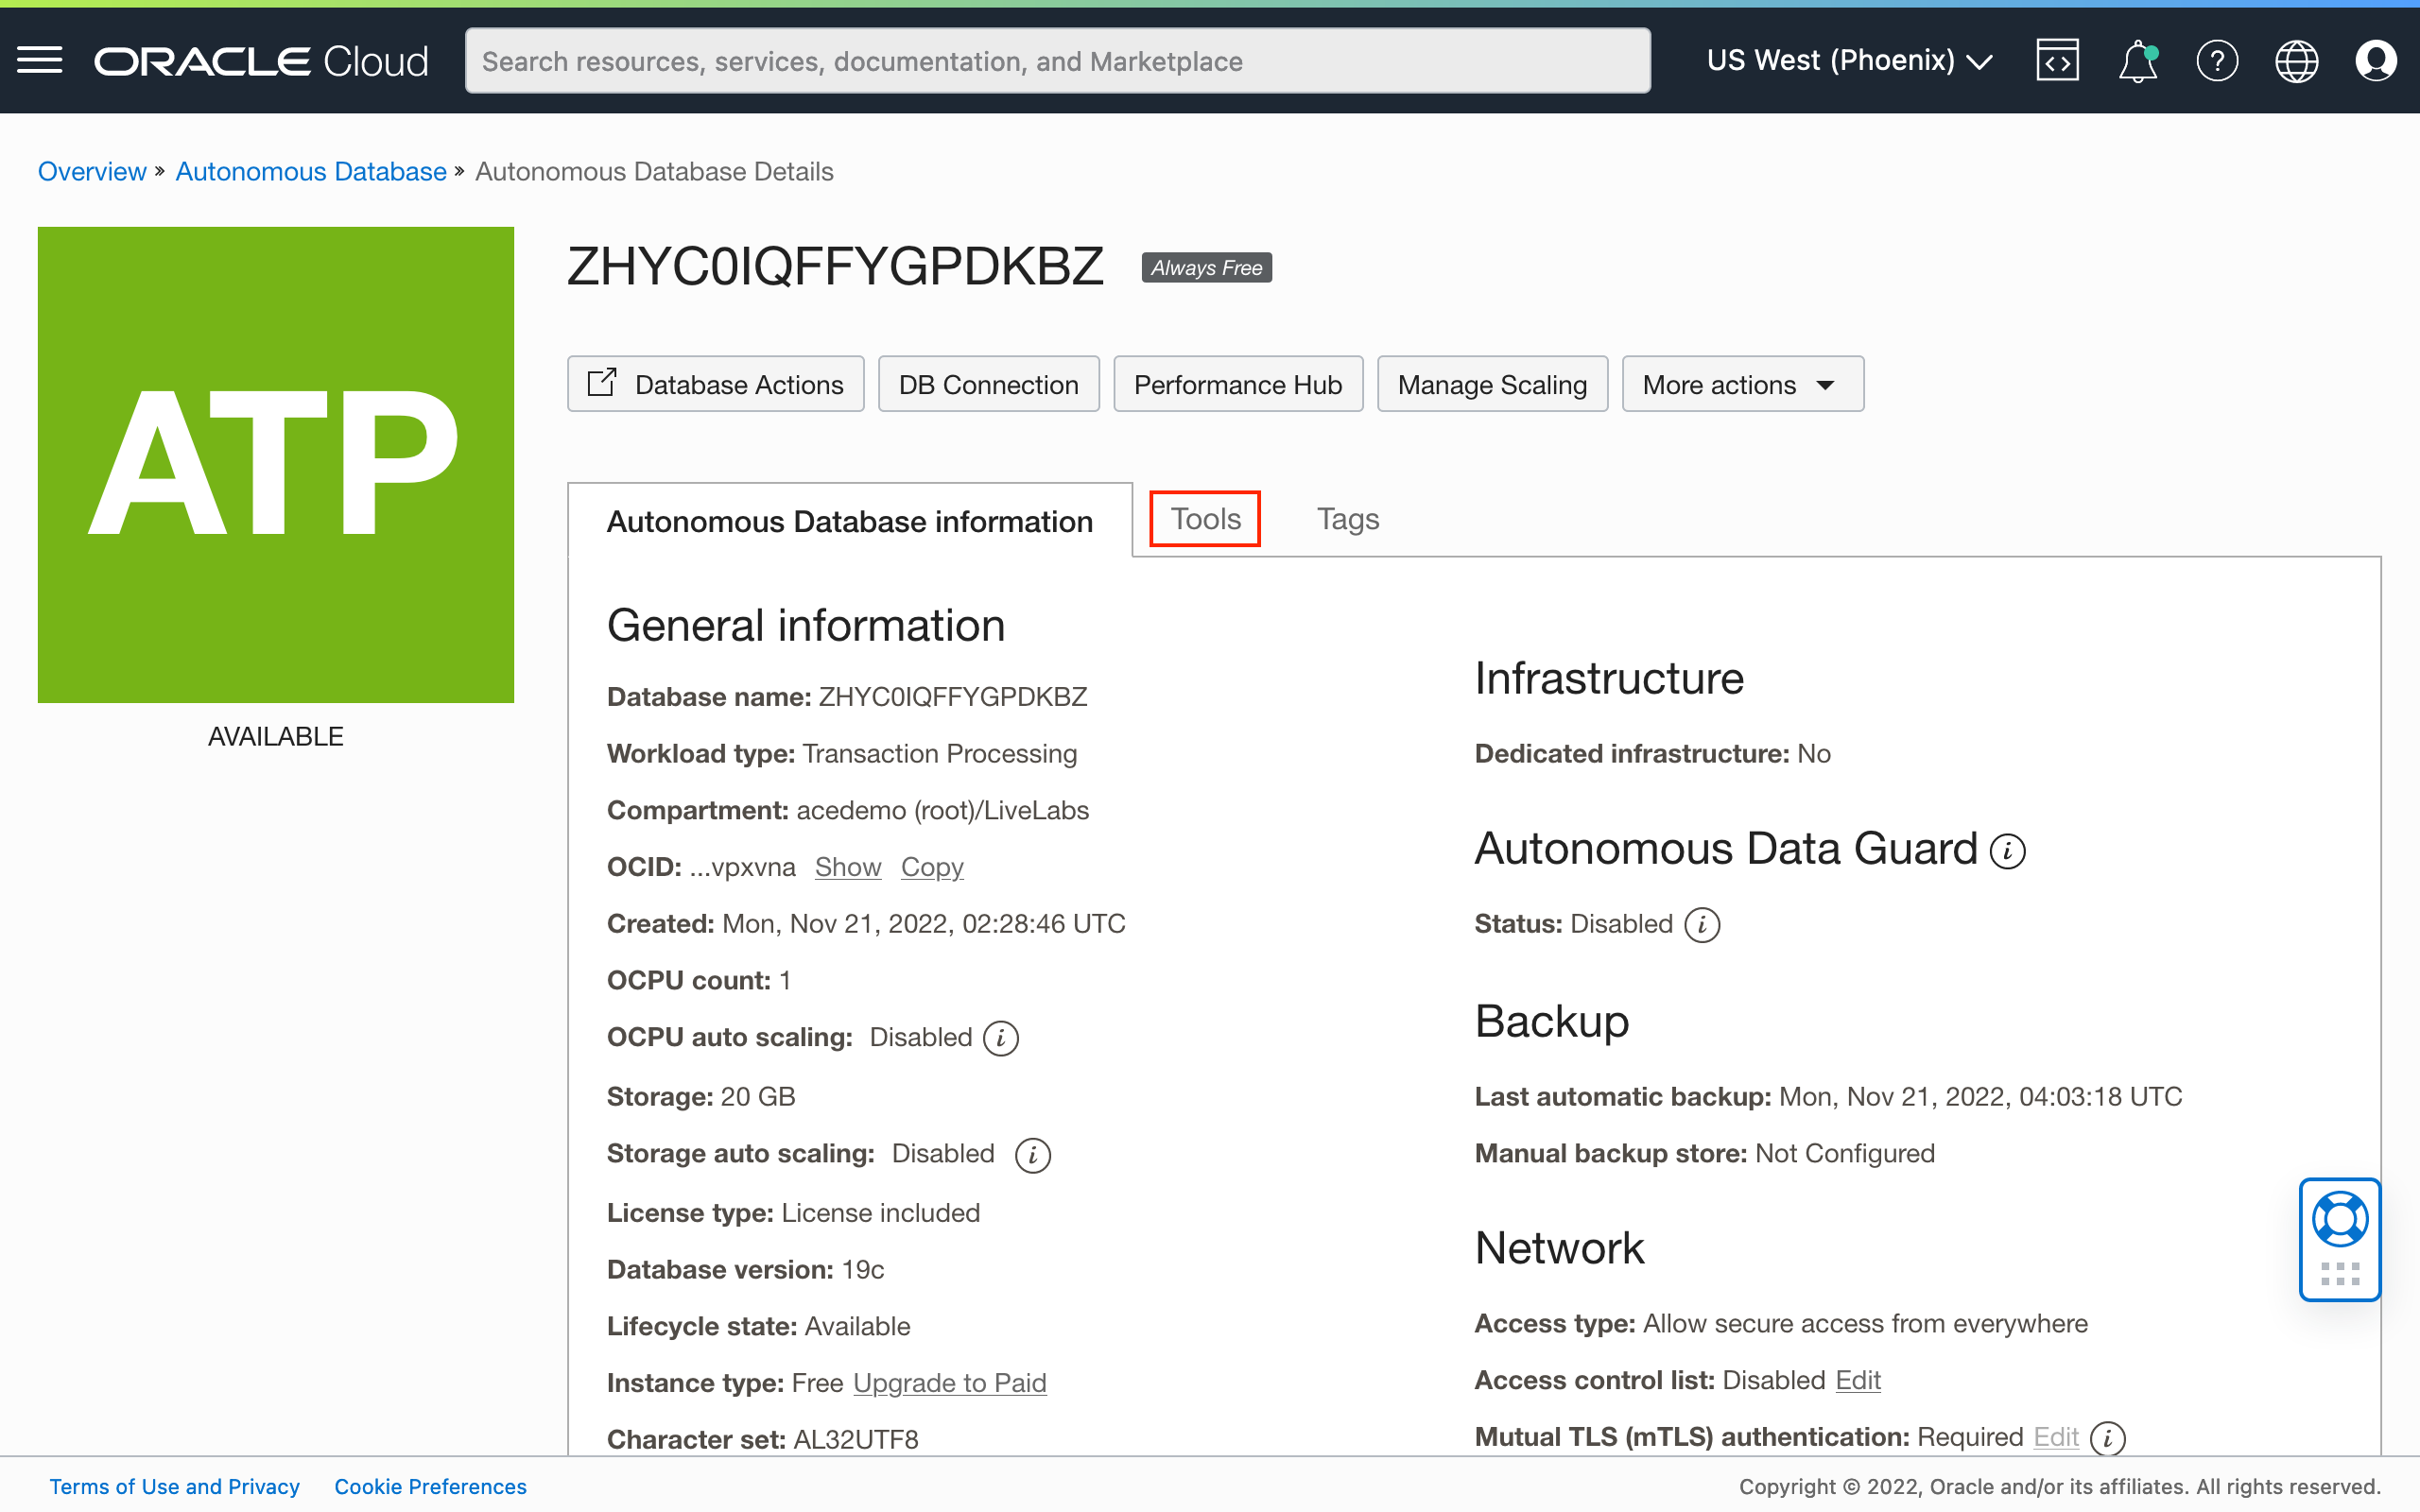 ORACLE Cloud
Search resources, services, documentation, and Marketplace
US West (Phoenix)
Overview » Autonomous Database » Autonomous Database Details
ATP
AVAILABLE
ZHYC0IQFFYGPDKBZ Always Free
Database Actions
DB Connection
Performance Hub
Manage Scaling
More actions
Autonomous Database information
Tools
Tags
General information
Database name: ZHYC0IQFFYGPDKBZ
Workload type: Transaction Processing
Compartment: acedemo (root)/LiveLabs
OCID: ...vpxvna Show Copy
Created: Mon, Nov 21, 2022, 02:28:46 UTC
OCPU count: 1
OCPU auto scaling: Disabled i
Storage: 20 GB
Storage auto scaling: Disabled i
License type: License included
Database version: 19c
Lifecycle state: Available
Instance type: Free Upgrade to Paid
Character set: AL32UTF8
Infrastructure
Dedicated infrastructure: No
Autonomous Data Guard i
Status: Disabled i
Backup
Last automatic backup: Mon, Nov 21, 2022, 04:03:18 UTC
Manual backup store: Not Configured
Network
Access type: Allow secure access from everywhere
Access control list: Disabled Edit
Mutual TLS (mTLS) authentication: Required Edit i
Terms of Use and Privacy
Cookie Preferences
Copyright © 2022, Oracle and/or its affiliates. All rights reserved.